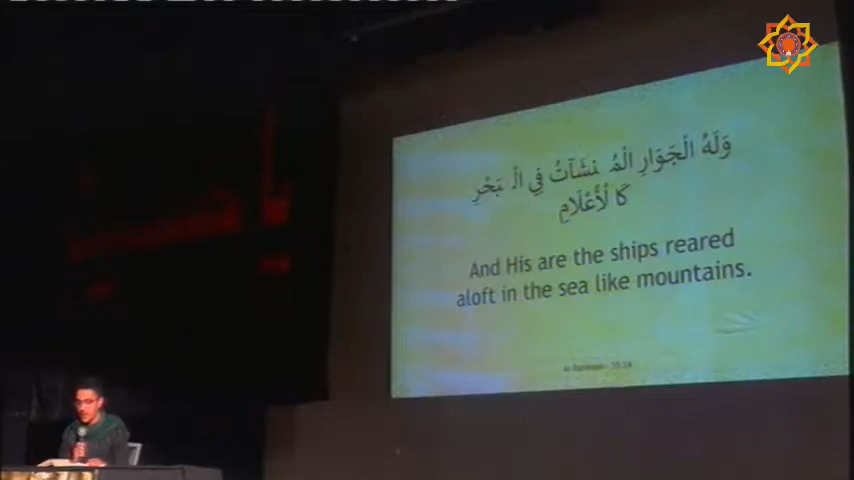 وَلَهُ الْجَوَارِ الْمُنشَآتُ فِي الْبَحْرِ
كَالْأَعْلَامِ
And His are the ships reared
aloft in the sea like mountains.